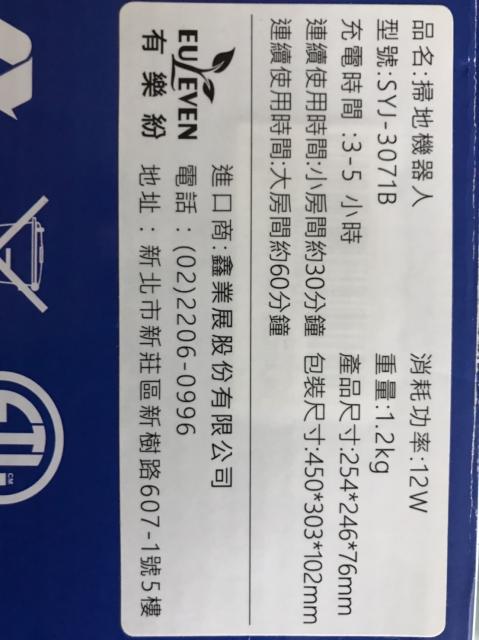 品名:掃地機器人
型號:SYJ-3071B
充電時間:3-5 小時
連續使用時間:小房間約30分鐘
連續使用時間:大房間約60分鐘
消耗功率:12W
重量:1.2kg
產品尺寸:254*246*76mm
包裝尺寸:450*303*102mm
EULEVEN
有樂紛
進口商:鑫業展股份有限公司
電話:(02)2206-0996
地址:新北市新莊區新樹路607-1號5樓
ETL
CM